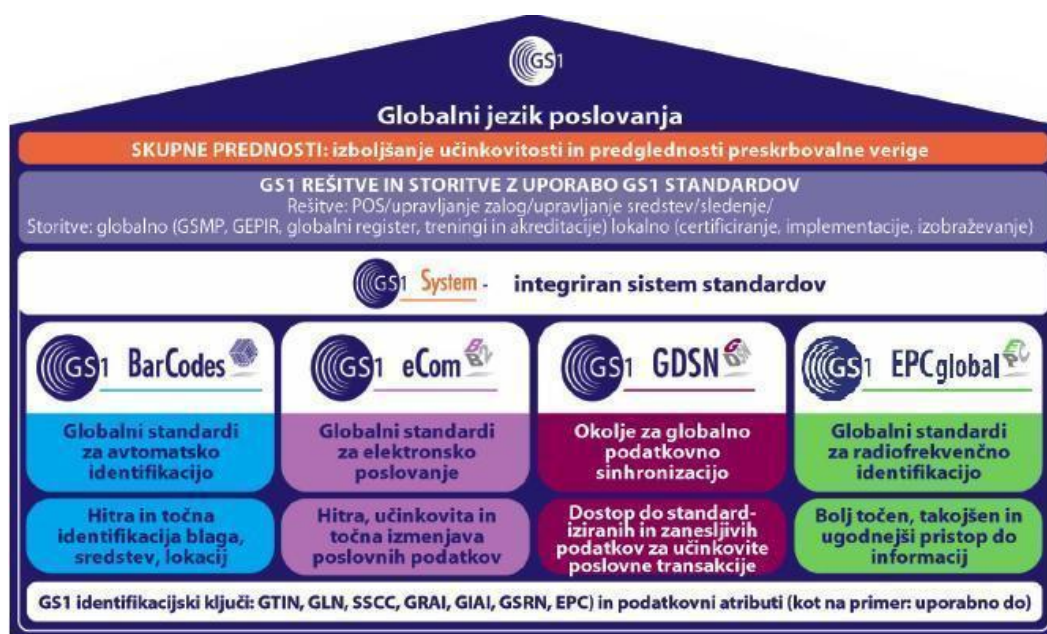 GS1
Globalni jezik poslovanja
SKUPNE PREDNOSTI: izboljšanje učinkovitosti in predglednosti preskrbovalne verige
GS1 REŠITVE IN STORITVE Z UPORABO GS1 STANDARDOV
Rešitve: POS/upravljanje zalog/upravljanje sredstev/sledenje/
Storitve: globalno (GSMP, GEPIR, globalni register, treningi in akreditacije) lokalno (certificiranje, implementacije, izobraževanje)
GS1 System - integriran sistem standardov
GS1 BarCodes
Globalni standardi
za avtomatsko
identifikacijo
Hitra in točna
identifikacija blaga,
sredstev, lokacij
GS1 eCom
Globalni standardi
za elektronsko
poslovanje
Hitra, učinkovita in
točna izmenjava
poslovnih podatkov
GS1 GDSN
Okolje za globalno
podatkovno
sinhronizacijo
Dostop do standard-
iziranih in zanesljivih
podatkov za učinkovite
poslovne transakcije
GS1 EPCglobal
Globalni standardi
za radiofrekvenčno
identifikacijo
Bolj točen, takojšen in
ugodnejši pristop do
informacij
GS1 identifikacijski ključi: GTIN, GLN, SSCC, GRAI, GIAI, GSRN, EPC) in podatkovni atributi (kot na primer: uporabno do)